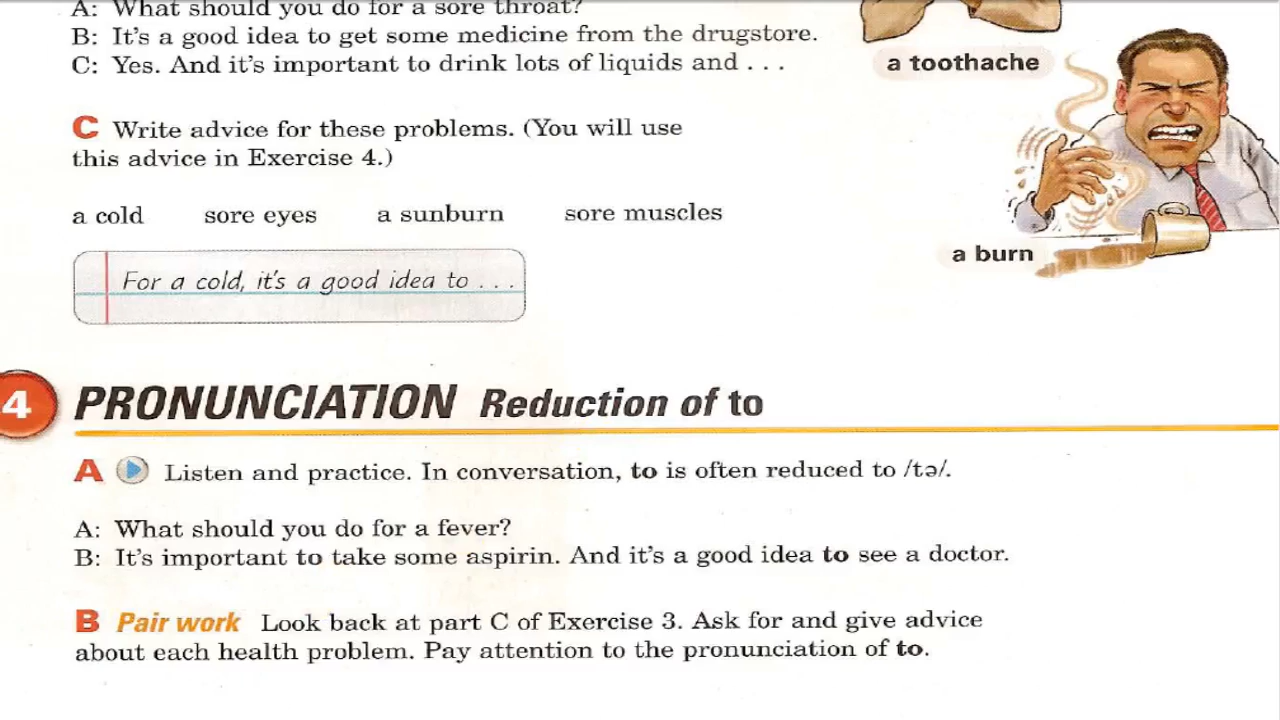 A: What should you do for a sore throat?
B: It's a good idea to get some medicine from the drugstore.
C: Yes. And it's important to drink lots of liquids and . . .
a toothache
C Write advice for these problems. (You will use
this advice in Exercise 4.)
a cold sore eyes a sunburn sore muscles
For a cold, it's a good idea to . . .
a burn
4 PRONUNCIATION Reduction of to
A Listen and practice. In conversation, to is often reduced to /tə/.
A: What should you do for a fever?
B: It's important to take some aspirin. And it's a good idea to see a doctor.
B Pair work Look back at part C of Exercise 3. Ask for and give advice
about each health problem. Pay attention to the pronunciation of to.